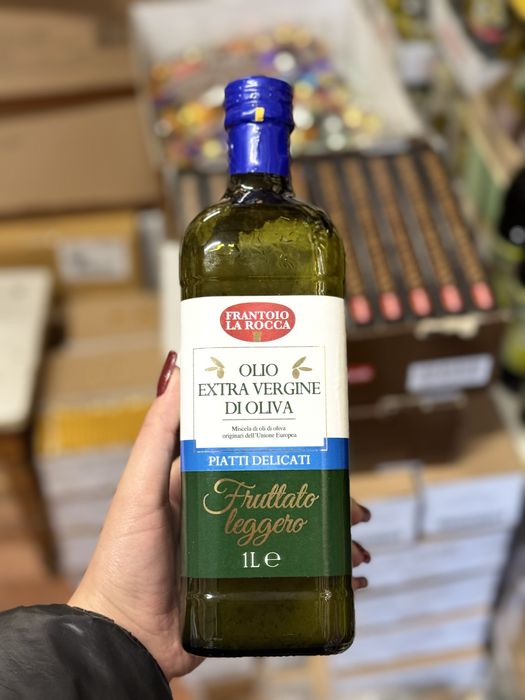 FRANTOIO
LA ROCCA
OLIO
EXTRA VERGINE
DI OLIVA
Miscela di oli di oliva
originari dell'Unione Europea
PIATTI DELICATI
Fruttato
leggero
1L ℮